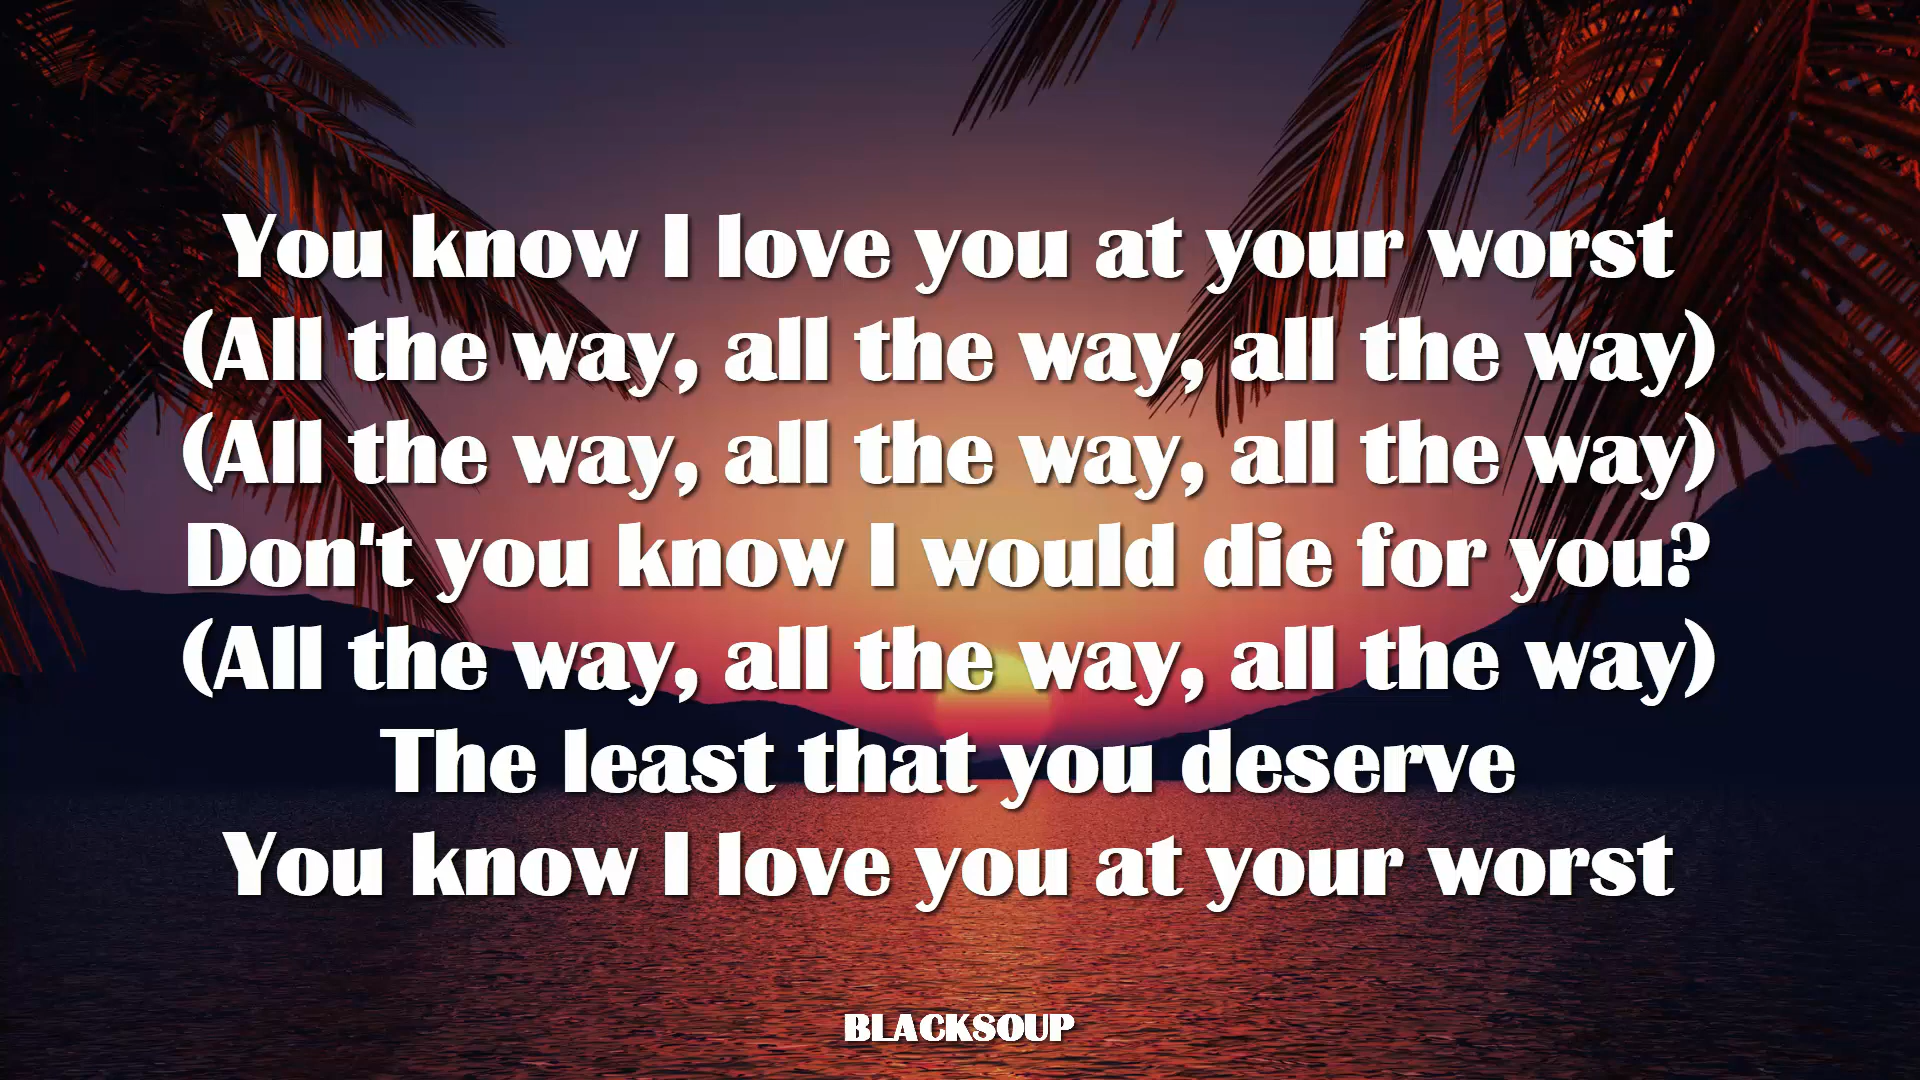 You know I love you at your worst
(All the way, all the way, all the way)
(All the way, all the way, all the way)
Don't you know I would die for you?
(All the way, all the way, all the way)
The least that you deserve
You know I love you at your worst
BLACKSOUP